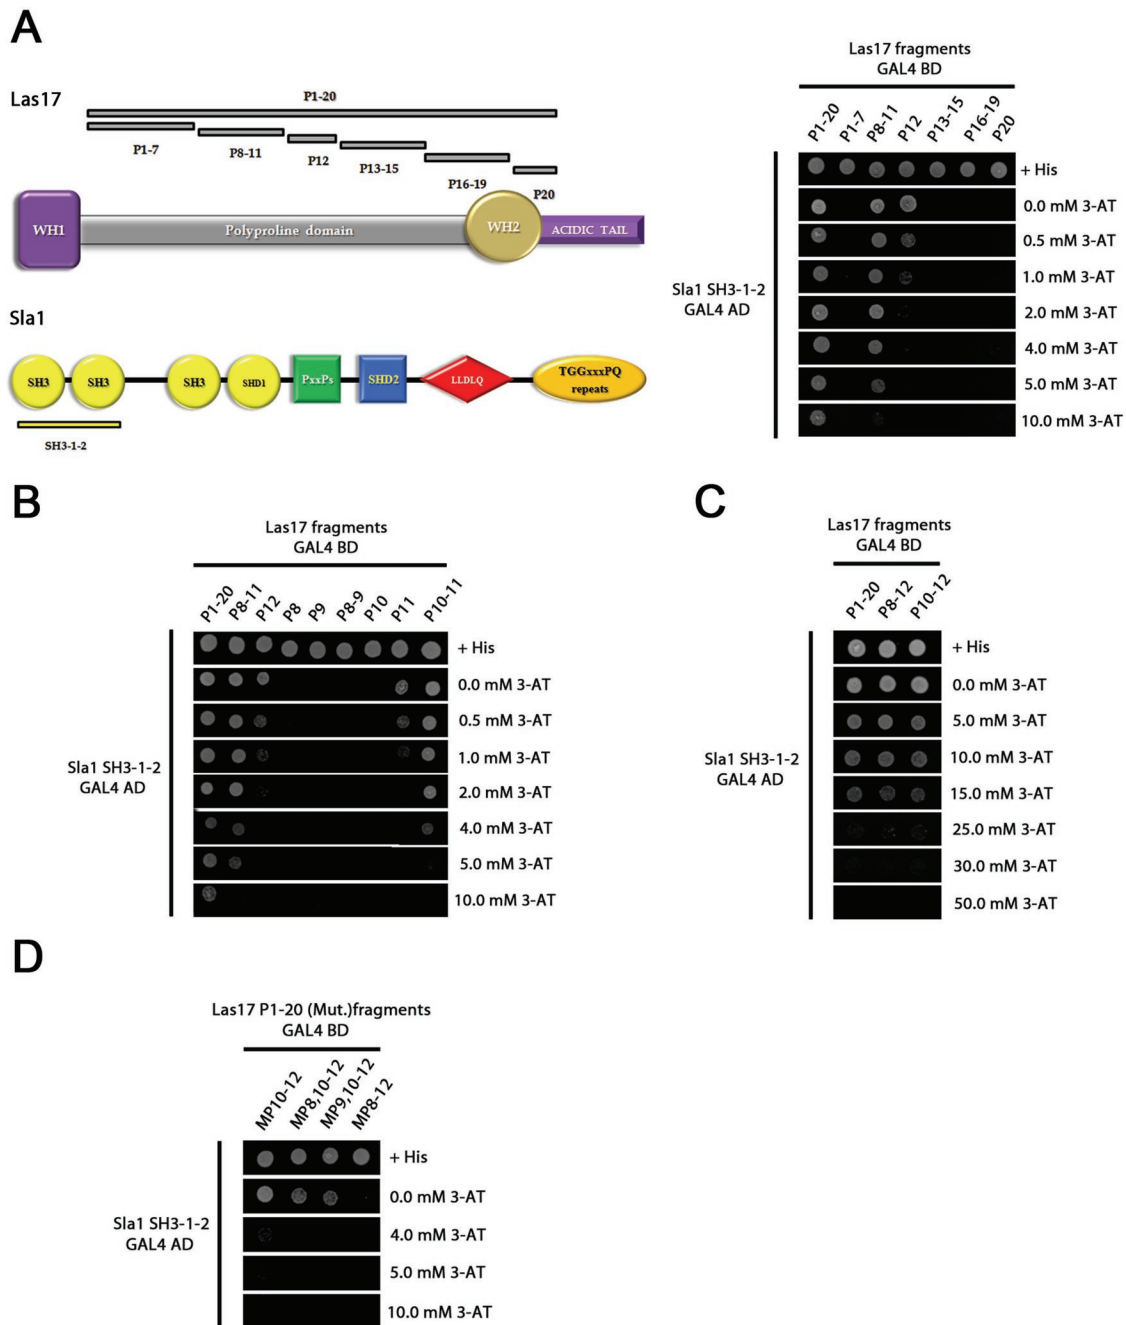 A
Las17
P1-20
P1-7
P8-11
P12
P13-15
P16-19
P20
WH1
Polyproline domain
WH2
ACIDIC TAIL
Sla1
SH3
SH3
SH3
SHD1
PxxPs
SHD2
LLDLQ
TGGxxxPQ
repeats
SH3-1-2
Las17 fragments
GAL4 BD
P1-20
P1-7
P8-11
P12
P13-15
P16-19
P20
Sla1 SH3-1-2
GAL4 AD
+ His
0.0 mM 3-AT
0.5 mM 3-AT
1.0 mM 3-AT
2.0 mM 3-AT
4.0 mM 3-AT
5.0 mM 3-AT
10.0 mM 3-AT
B
Las17 fragments
GAL4 BD
P1-20
P8-11
P12
P8
P9
P8-9
P10
P11
P10-11
Sla1 SH3-1-2
GAL4 AD
+ His
0.0 mM 3-AT
0.5 mM 3-AT
1.0 mM 3-AT
2.0 mM 3-AT
4.0 mM 3-AT
5.0 mM 3-AT
10.0 mM 3-AT
C
Las17 fragments
GAL4 BD
P1-20
P8-12
P10-12
Sla1 SH3-1-2
GAL4 AD
+ His
0.0 mM 3-AT
5.0 mM 3-AT
10.0 mM 3-AT
15.0 mM 3-AT
25.0 mM 3-AT
30.0 mM 3-AT
50.0 mM 3-AT
D
Las17 P1-20 (Mut.)fragments
GAL4 BD
MP10-12
MP8,10-12
MP9,10-12
MP8-12
Sla1 SH3-1-2
GAL4 AD
+ His
0.0 mM 3-AT
4.0 mM 3-AT
5.0 mM 3-AT
10.0 mM 3-AT